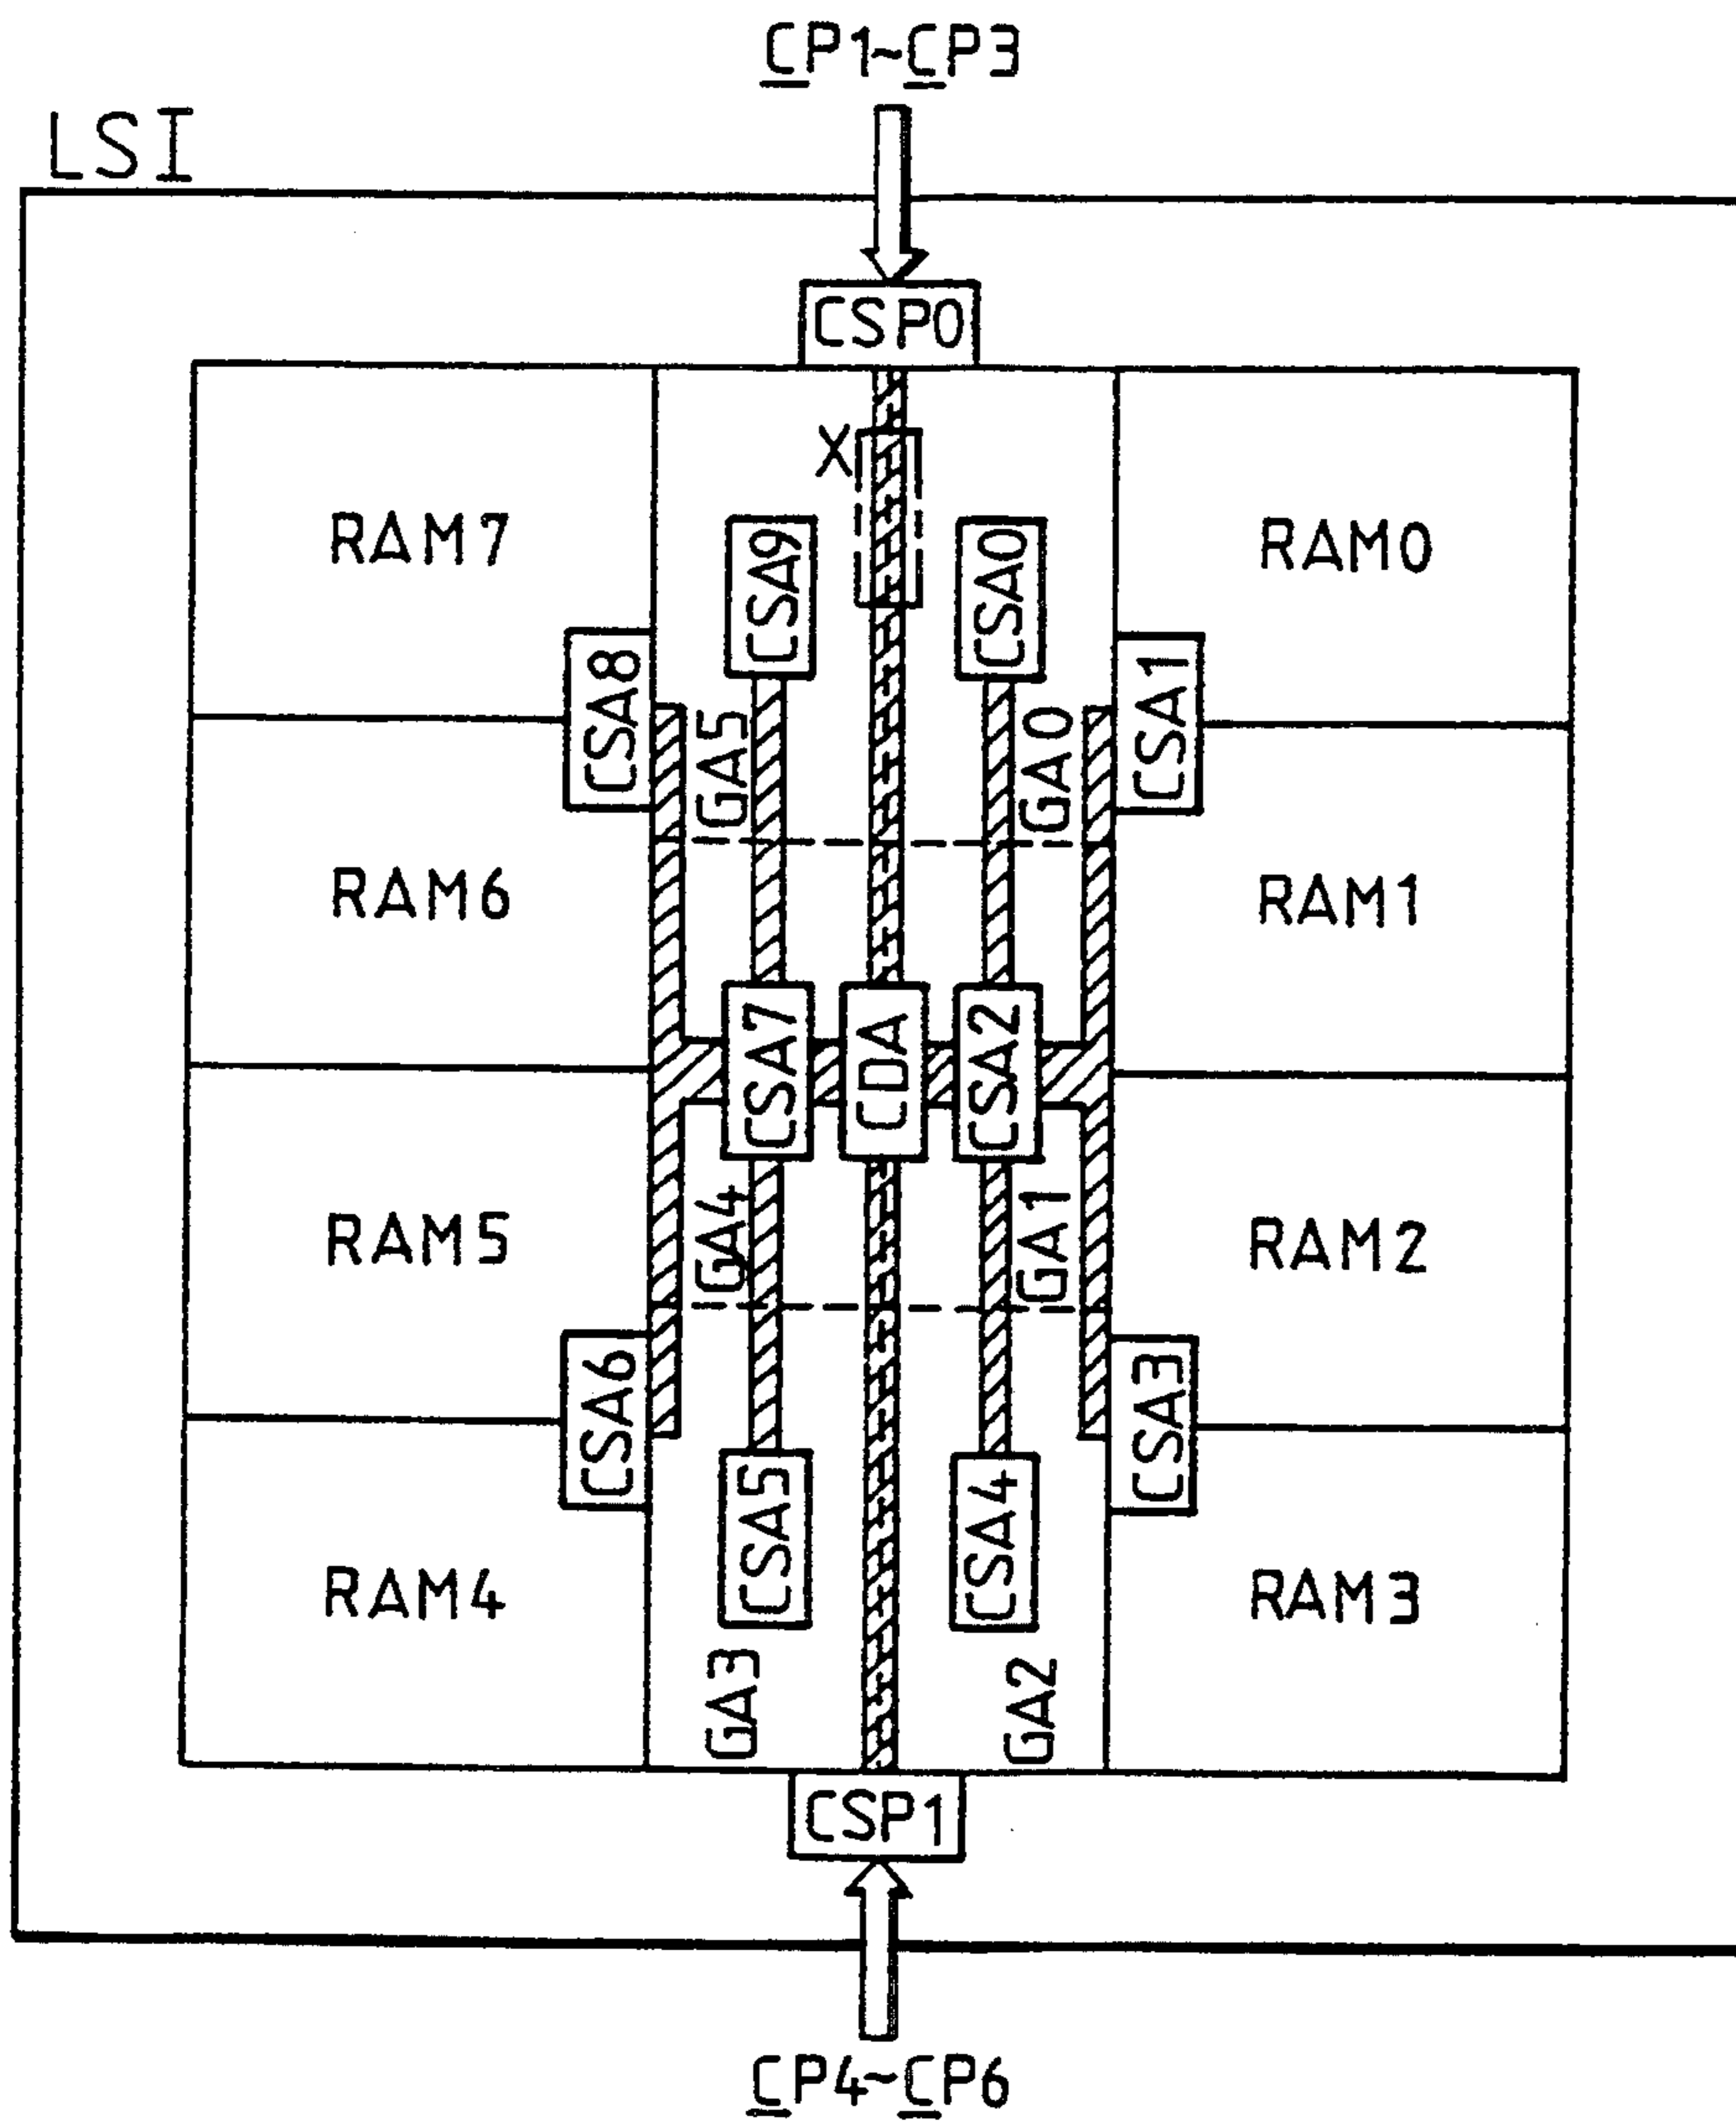 CP1~CP3
LSI
CSP0
X
RAM7
CSA9
CSA0
RAM0
CSA8
GA5
GA0
CSA1
RAM6
RAM1
CSA7
CDA
CSA2
RAM5
GA4
GA1
RAM2
CSA6
CSA3
CSA5
CSA4
RAM4
RAM3
GA3
GA2
CSP1
CP4~CP6